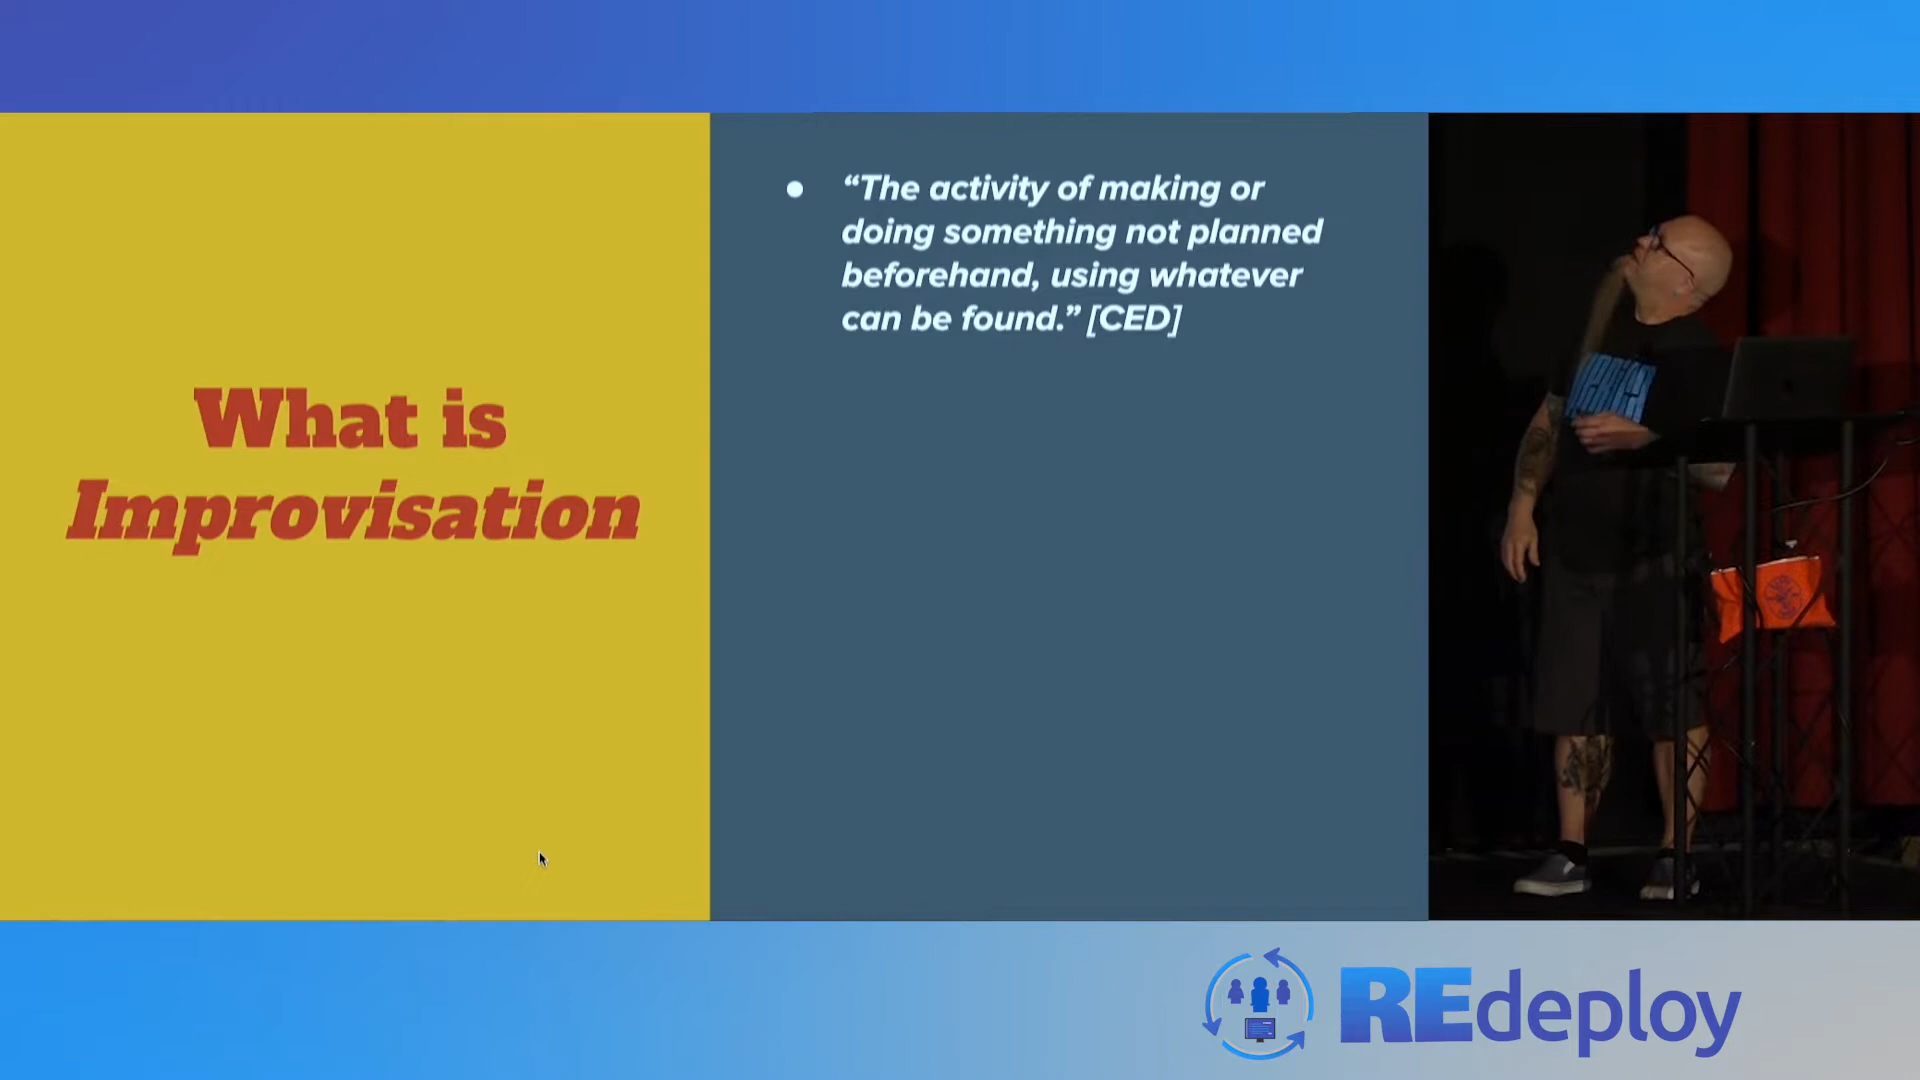 What is
Improvisation
● “The activity of making or
doing something not planned
beforehand, using whatever
can be found.” [CED]
REdeploy